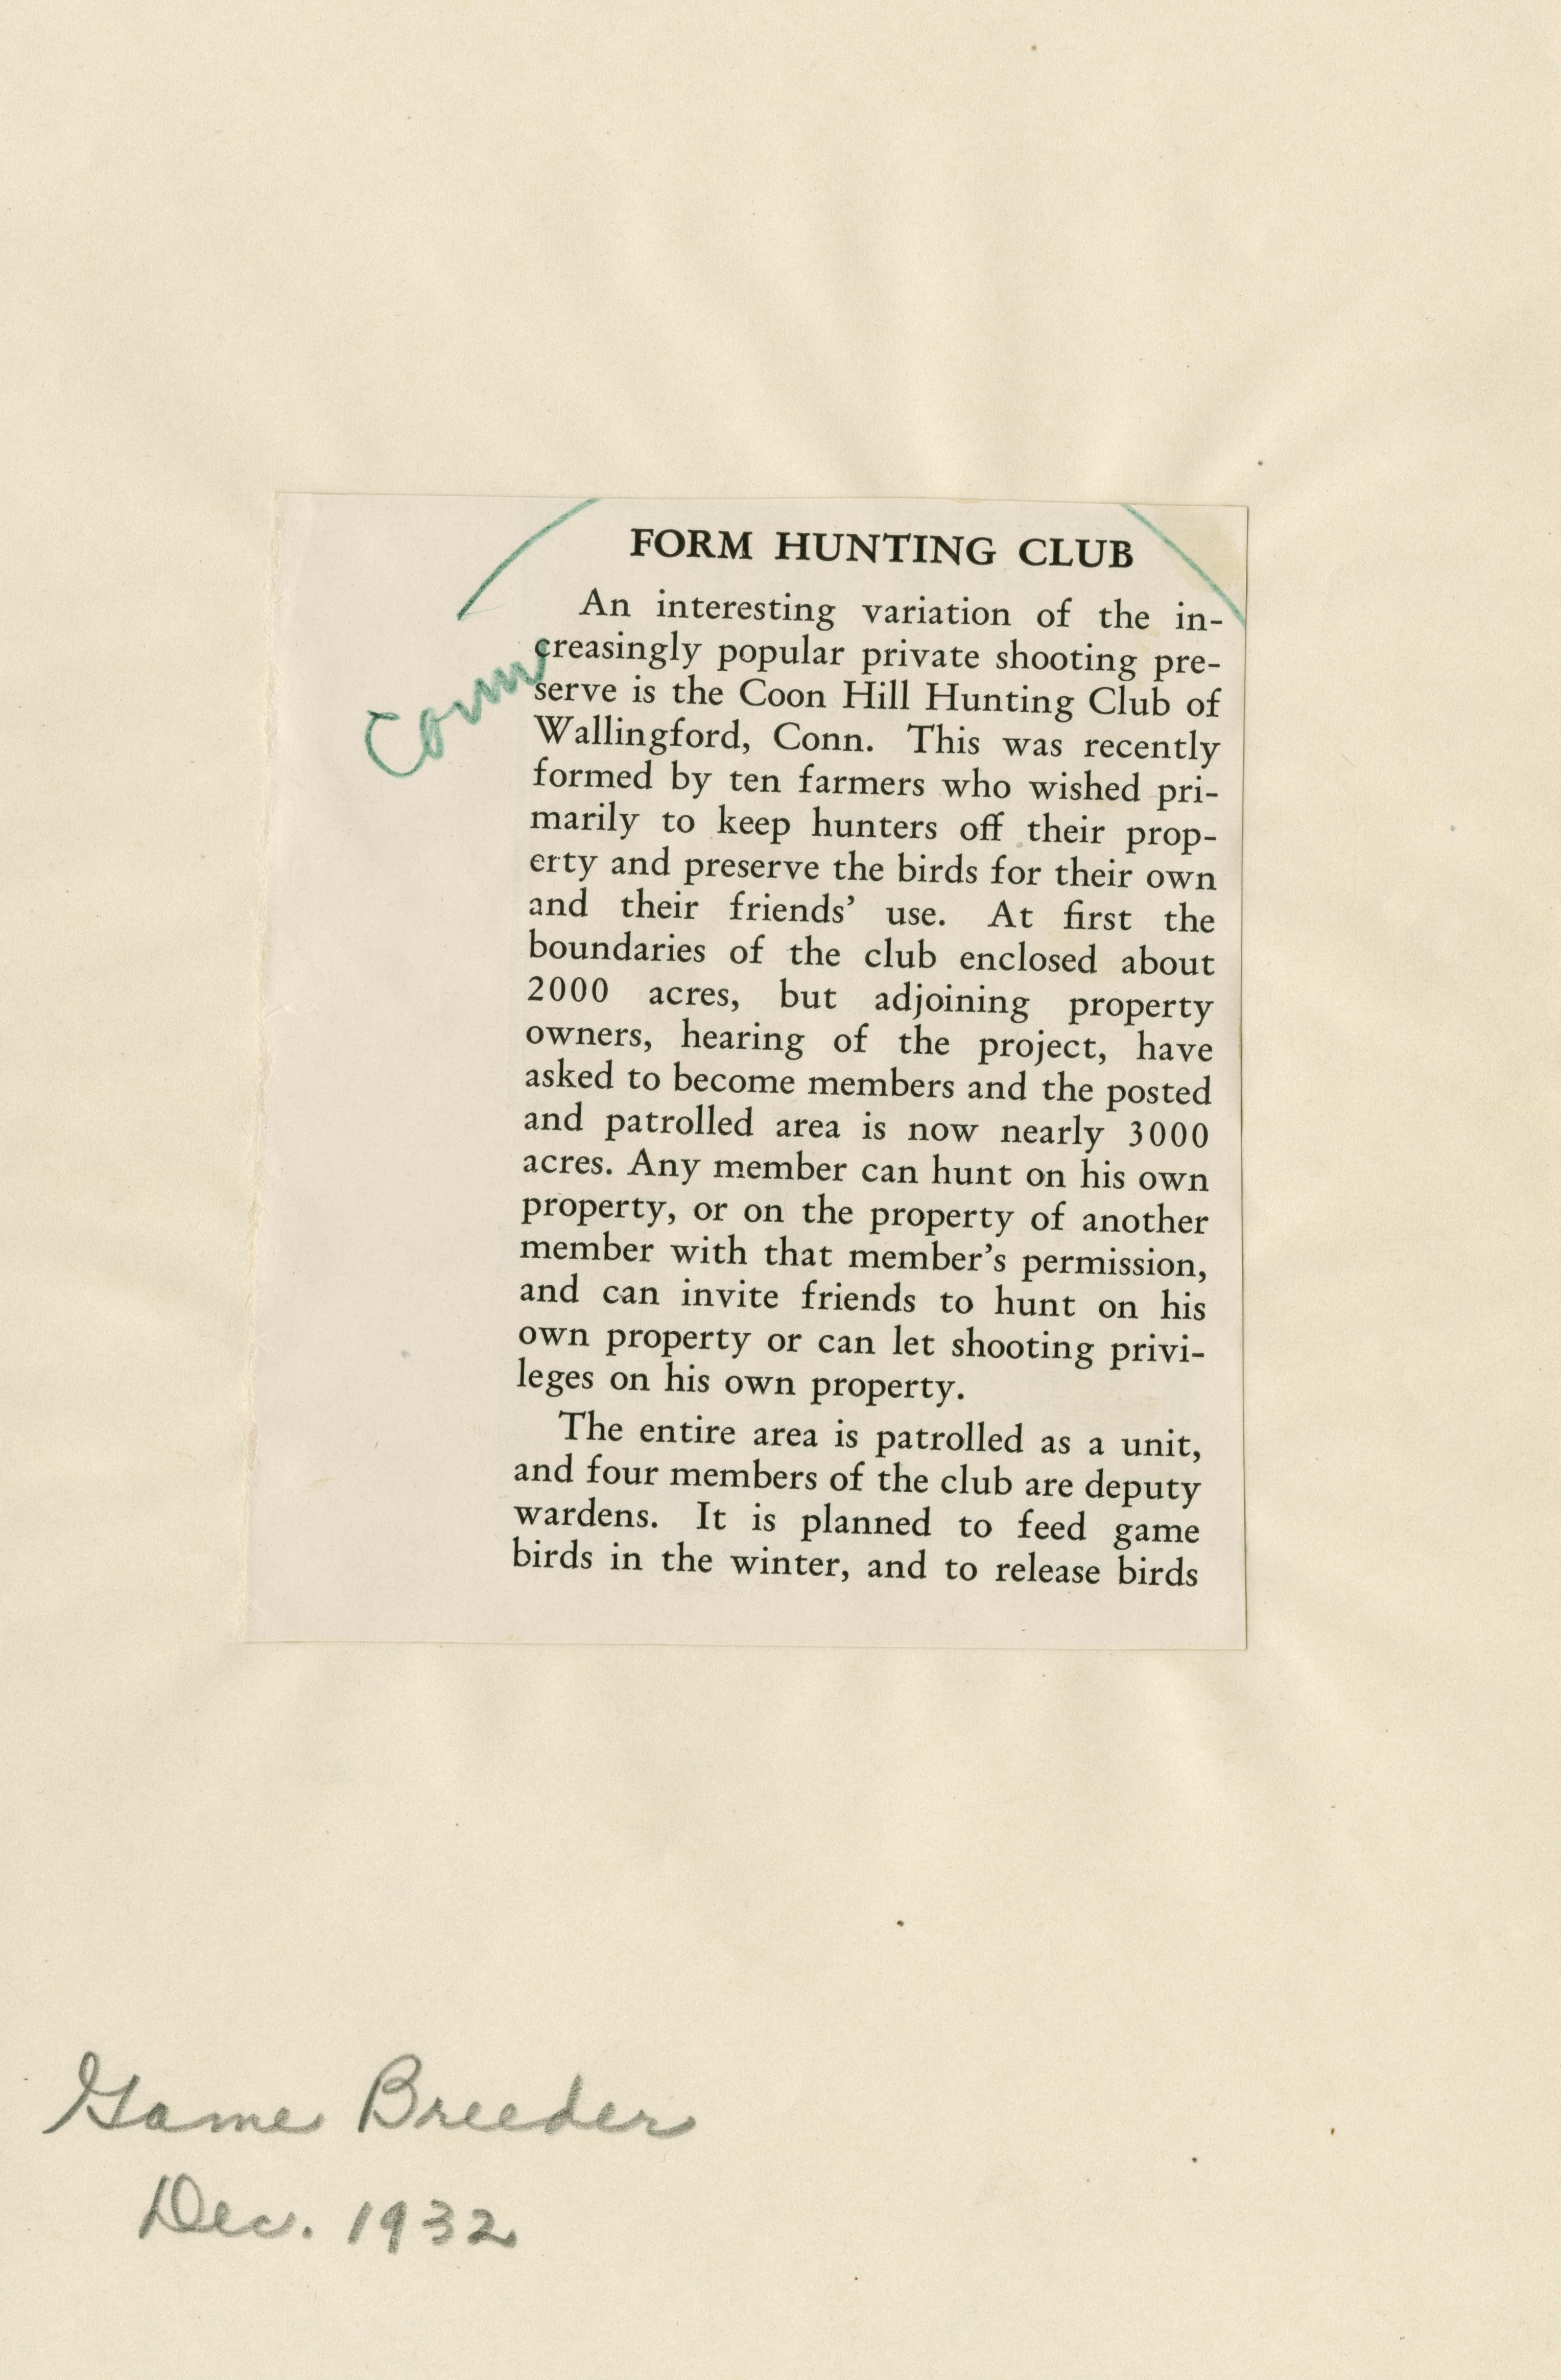 FORM HUNTING CLUB
An interesting variation of the in-
creasingly popular private shooting pre-
Conn
serve is the Coon Hill Hunting Club of
Wallingford, Conn. This was recently
formed by ten farmers who wished pri-
marily to keep hunters off their prop-
erty and preserve the birds for their own
and their friends’ use. At first the
boundaries of the club enclosed about
2000 acres, but adjoining property
owners, hearing of the project, have
asked to become members and the posted
and patrolled area is now nearly 3000
acres. Any member can hunt on his own
property, or on the property of another
member with that member’s permission,
and can invite friends to hunt on his
own property or can let shooting privi-
leges on his own property.
The entire area is patrolled as a unit,
and four members of the club are deputy
wardens. It is planned to feed game
birds in the winter, and to release birds
Game Breeder
Dec. 1932